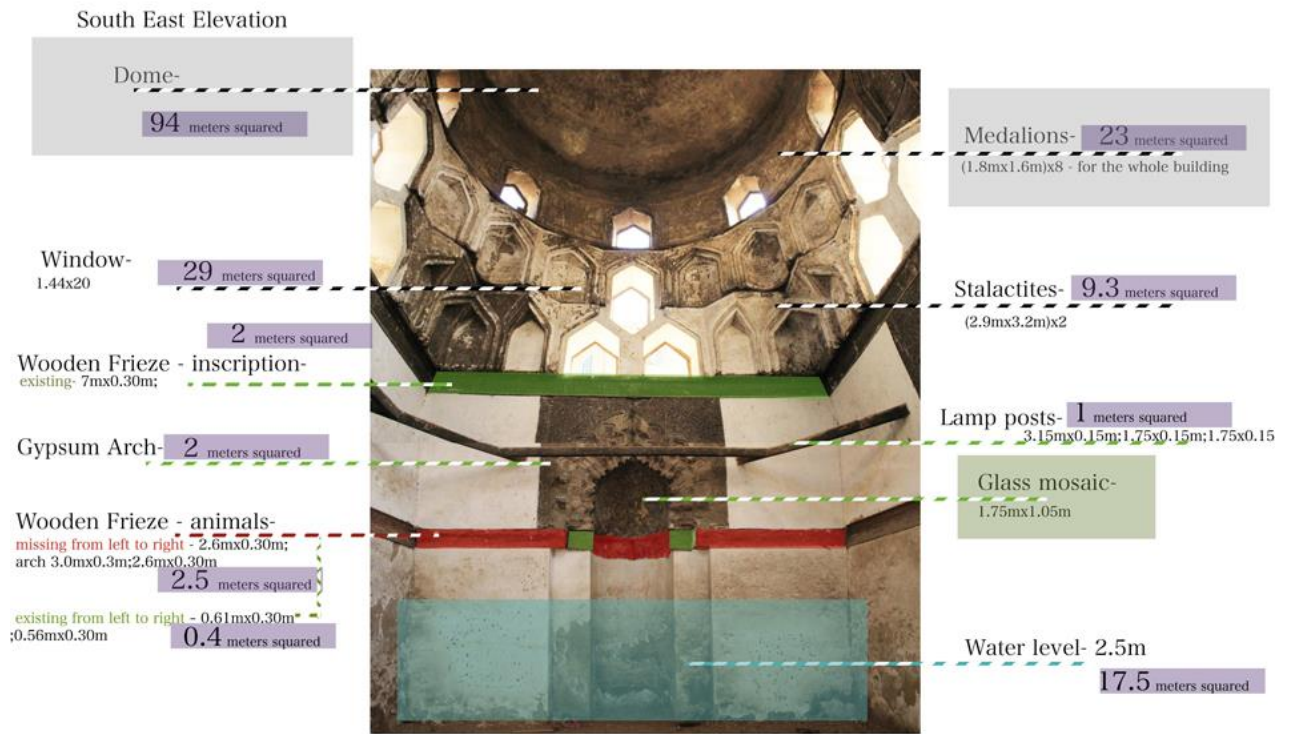 South East Elevation
Dome-
94 meters squared
Window-
29 meters squared
1.44x20
2 meters squared
Wooden Frieze - inscription-
existing- 7mx0.30m;
Gypsum Arch-
2 meters squared
Wooden Frieze - animals-
missing from left to right - 2.6mx0.30m;
arch 3.0mx0.3m;2.6mx0.30m
2.5 meters squared
existing from left to right - 0.61mx0.30m
;0.56mx0.30m
0.4 meters squared
Medalions- 23 meters squared
(1.8mx1.6m)x8 - for the whole building
Stalactites- 9.3 meters squared
(2.9mx3.2m)x2
Lamp posts- 1 meters squared
3.15mx0.15m;1.75x0.15m;1.75x0.15
Glass mosaic-
1.75mx1.05m
Water level- 2.5m
17.5 meters squared